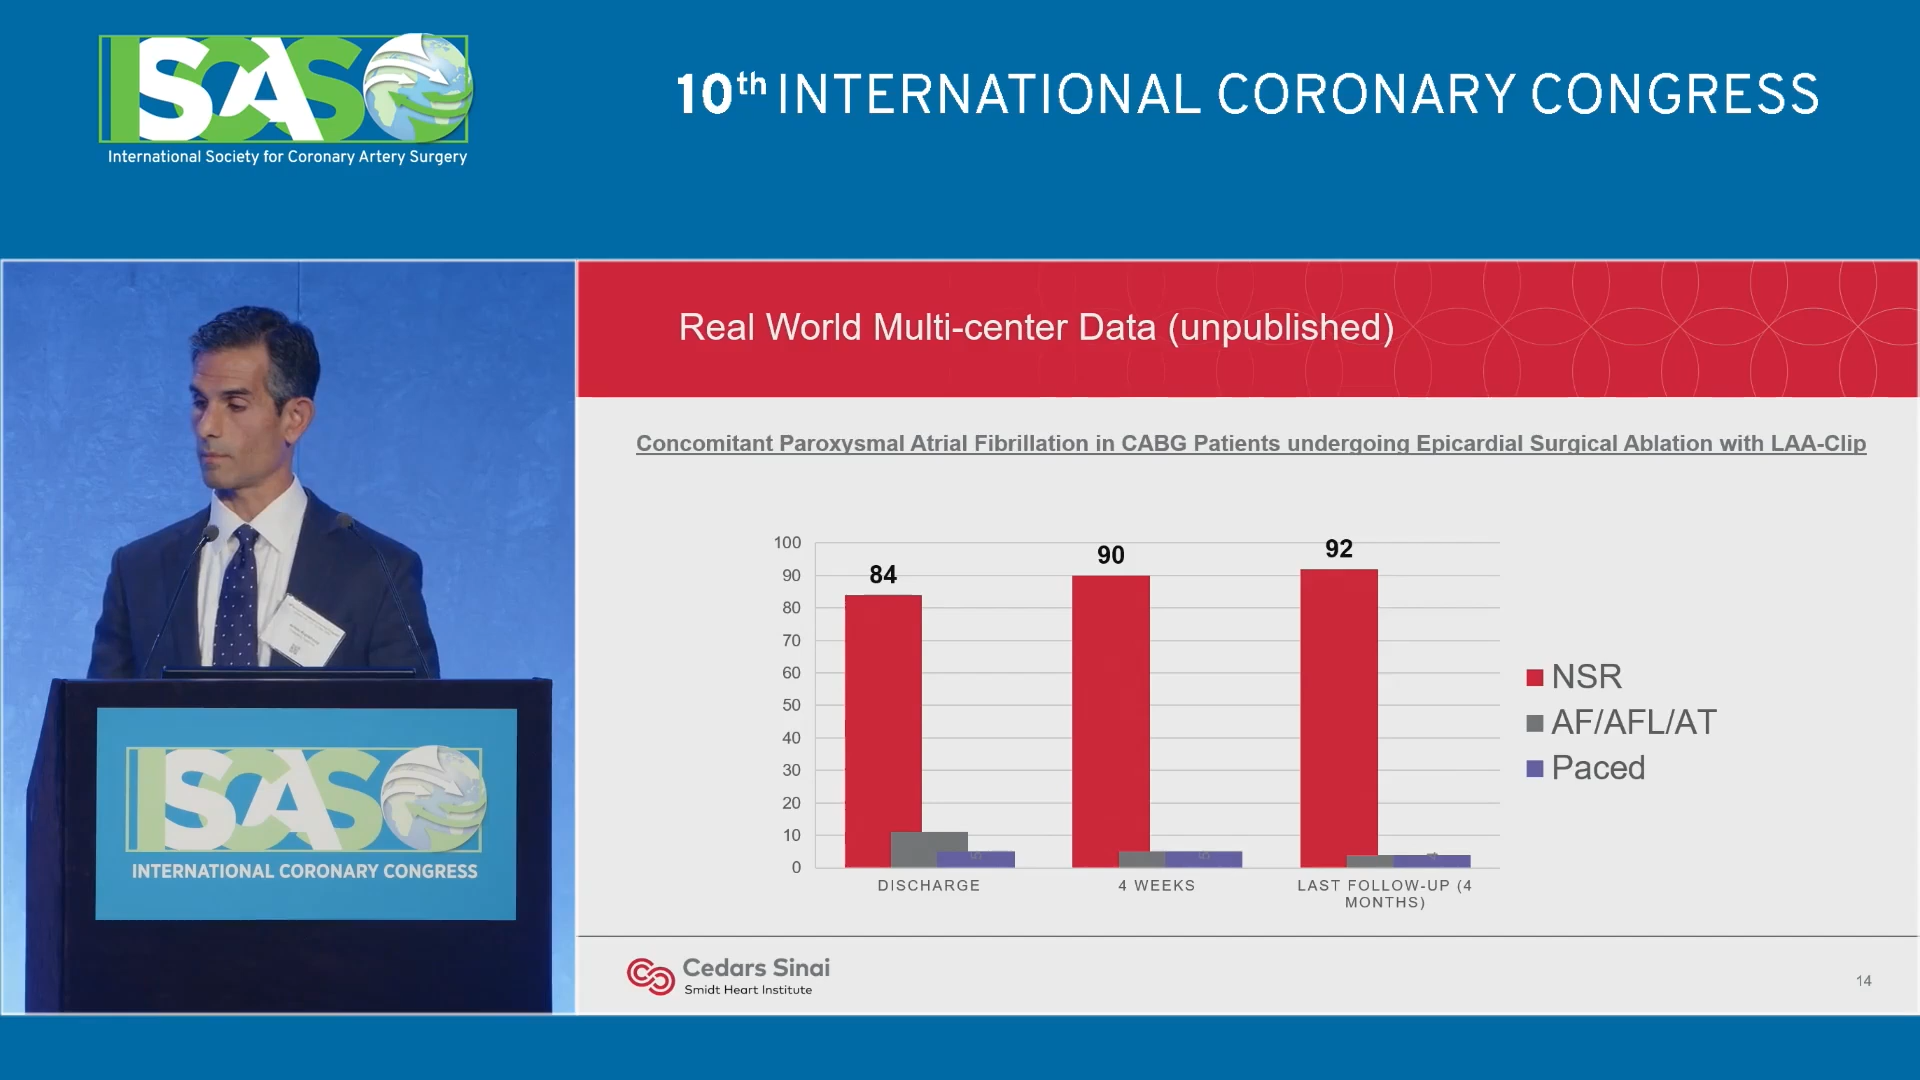 ISCAS
International Society for Coronary Artery Surgery
10th INTERNATIONAL CORONARY CONGRESS
Real World Multi-center Data (unpublished)
Concomitant Paroxysmal Atrial Fibrillation in CABG Patients undergoing Epicardial Surgical Ablation with LAA-Clip
100
90
80
70
60
50
40
30
20
10
0
84
90
92
5
5
4
DISCHARGE
4 WEEKS
LAST FOLLOW-UP (4
MONTHS)
NSR
AF/AFL/AT
Paced
Cedars Sinai
Smidt Heart Institute
14
ISCAS
INTERNATIONAL CORONARY CONGRESS